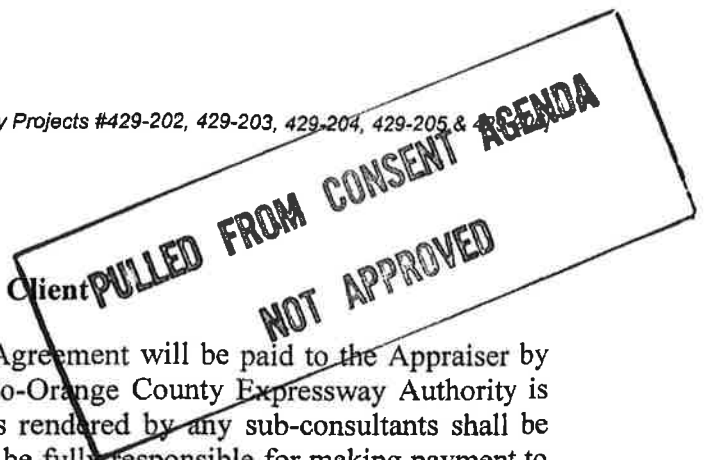 y Projects #429-202, 429-203, 429-204, 429-205 &
PULLED FROM CONSENT AGENDA
NOT APPROVED
Client
Agreement will be paid to the Appraiser by
o-Orange County Expressway Authority is
s rendered by any sub-consultants shall be
be fully responsible for making payment to